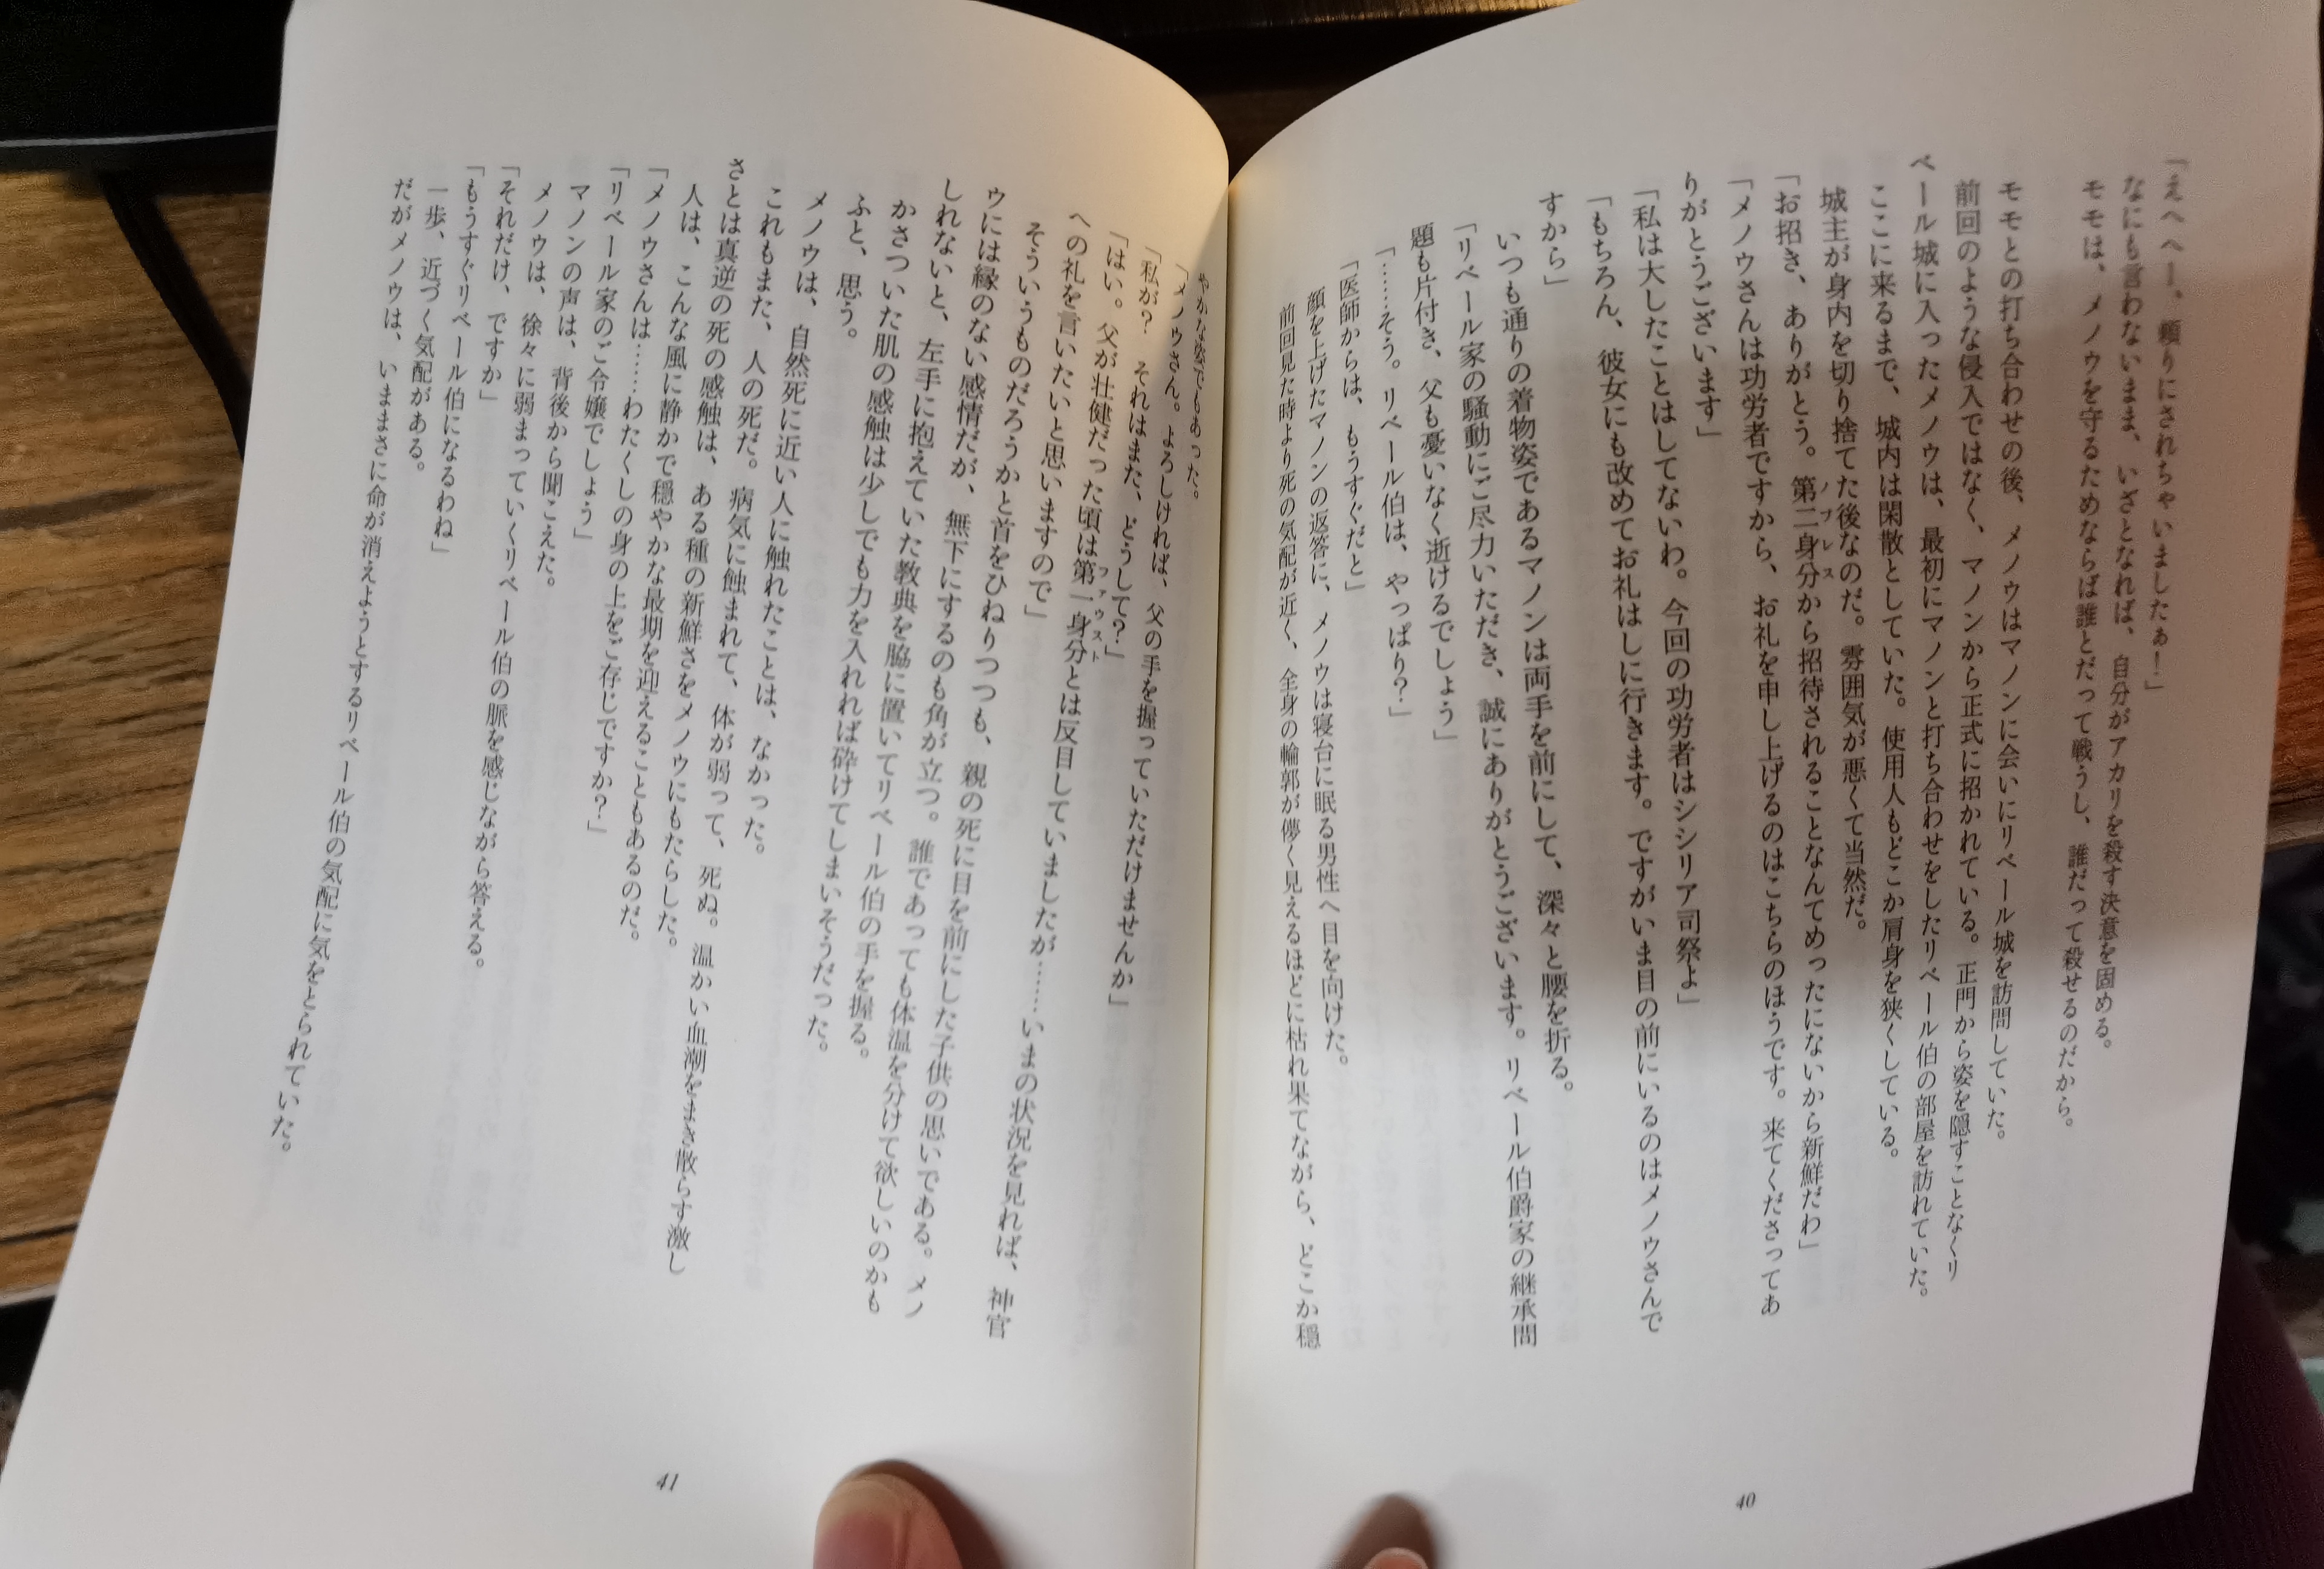 「えへへー。頼りにされちゃいましたぁ！」
なにも言わないまま、いざとなれば、自分がアカリを殺す決意を固める。
モモは、メノウを守るためならば誰とだって戦うし、誰だって殺せるのだから。
モモとの打ち合わせの後、メノウはマノンに会いにリベール城を訪問していた。
前回のような侵入ではなく、マノンから正式に招かれている。正門から姿を隠すことなくリ
ベール城に入ったメノウは、最初にマノンと打ち合わせをしたリベール伯の部屋を訪れていた。
ここに来るまで、城内は閑散としていた。使用人もどこか肩身を狭くしている。
城主が身内を切り捨てた後なのだ。雰囲気が悪くて当然だ。
「お招き、ありがとう。第二身分から招待されることなんてめったにないから新鮮だわ」
ノブレス
「メノウさんは功労者ですから、お礼を申し上げるのはこちらのほうです。来てくださってあ
りがとうございます」
「私は大したことはしてないわ。今回の功労者はシシリア司祭よ」
「もちろん、彼女にも改めてお礼はしに行きます。ですがいま目の前にいるのはメノウさんで
すから」
いつも通りの着物姿であるマノンは両手を前にして、深々と腰を折る。
「リベール家の騒動にご尽力いただき、誠にありがとうございます。リベール伯爵家の継承問
題も片付き、父も憂いなく逝けるでしょう」
「……そう。リベール伯は、やっぱり？」
「医師からは、もうすぐだと」
顔を上げたマノンの返答に、メノウは寝台に眠る男性へ目を向けた。
前回見た時より死の気配が近く、全身の輪郭が儚く見えるほどに枯れ果てながら、どこか穏
40
やかな姿でもあった。
「メノウさん。よろしければ、父の手を握っていただけませんか」
「私が？　それはまた、どうして？」
「はい。父が壮健だった頃は第一身分とは反目していましたが……いまの状況を見れば、神官
ファウスト
への礼を言いたいと思いますので」
そういうものだろうかと首をひねりつつも、親の死に目を前にした子供の思いである。メノ
ウには縁のない感情だが、無下にするのも角が立つ。誰であっても体温を分けて欲しいのかも
しれないと、左手に抱えていた教典を脇に置いてリベール伯の手を握る。
かさついた肌の感触は少しでも力を入れれば砕けてしまいそうだった。
ふと、思う。
メノウは、自然死に近い人に触れたことは、なかった。
これもまた、人の死だ。病気に蝕まれて、体が弱って、死ぬ。温かい血潮をまき散らす激し
さとは真逆の死の感触は、ある種の新鮮さをメノウにもたらした。
人は、こんな風に静かで穏やかな最期を迎えることもあるのだ。
「メノウさんは……わたくしの身の上をご存じですか？」
「リベール家のご令嬢でしょう」
マノンの声は、背後から聞こえた。
メノウは、徐々に弱まっていくリベール伯の脈を感じながら答える。
「それだけ、ですか」
「もうすぐリベール伯になるわね」
一歩、近づく気配がある。
だがメノウは、いままさに命が消えようとするリベール伯の気配に気をとられていた。
41